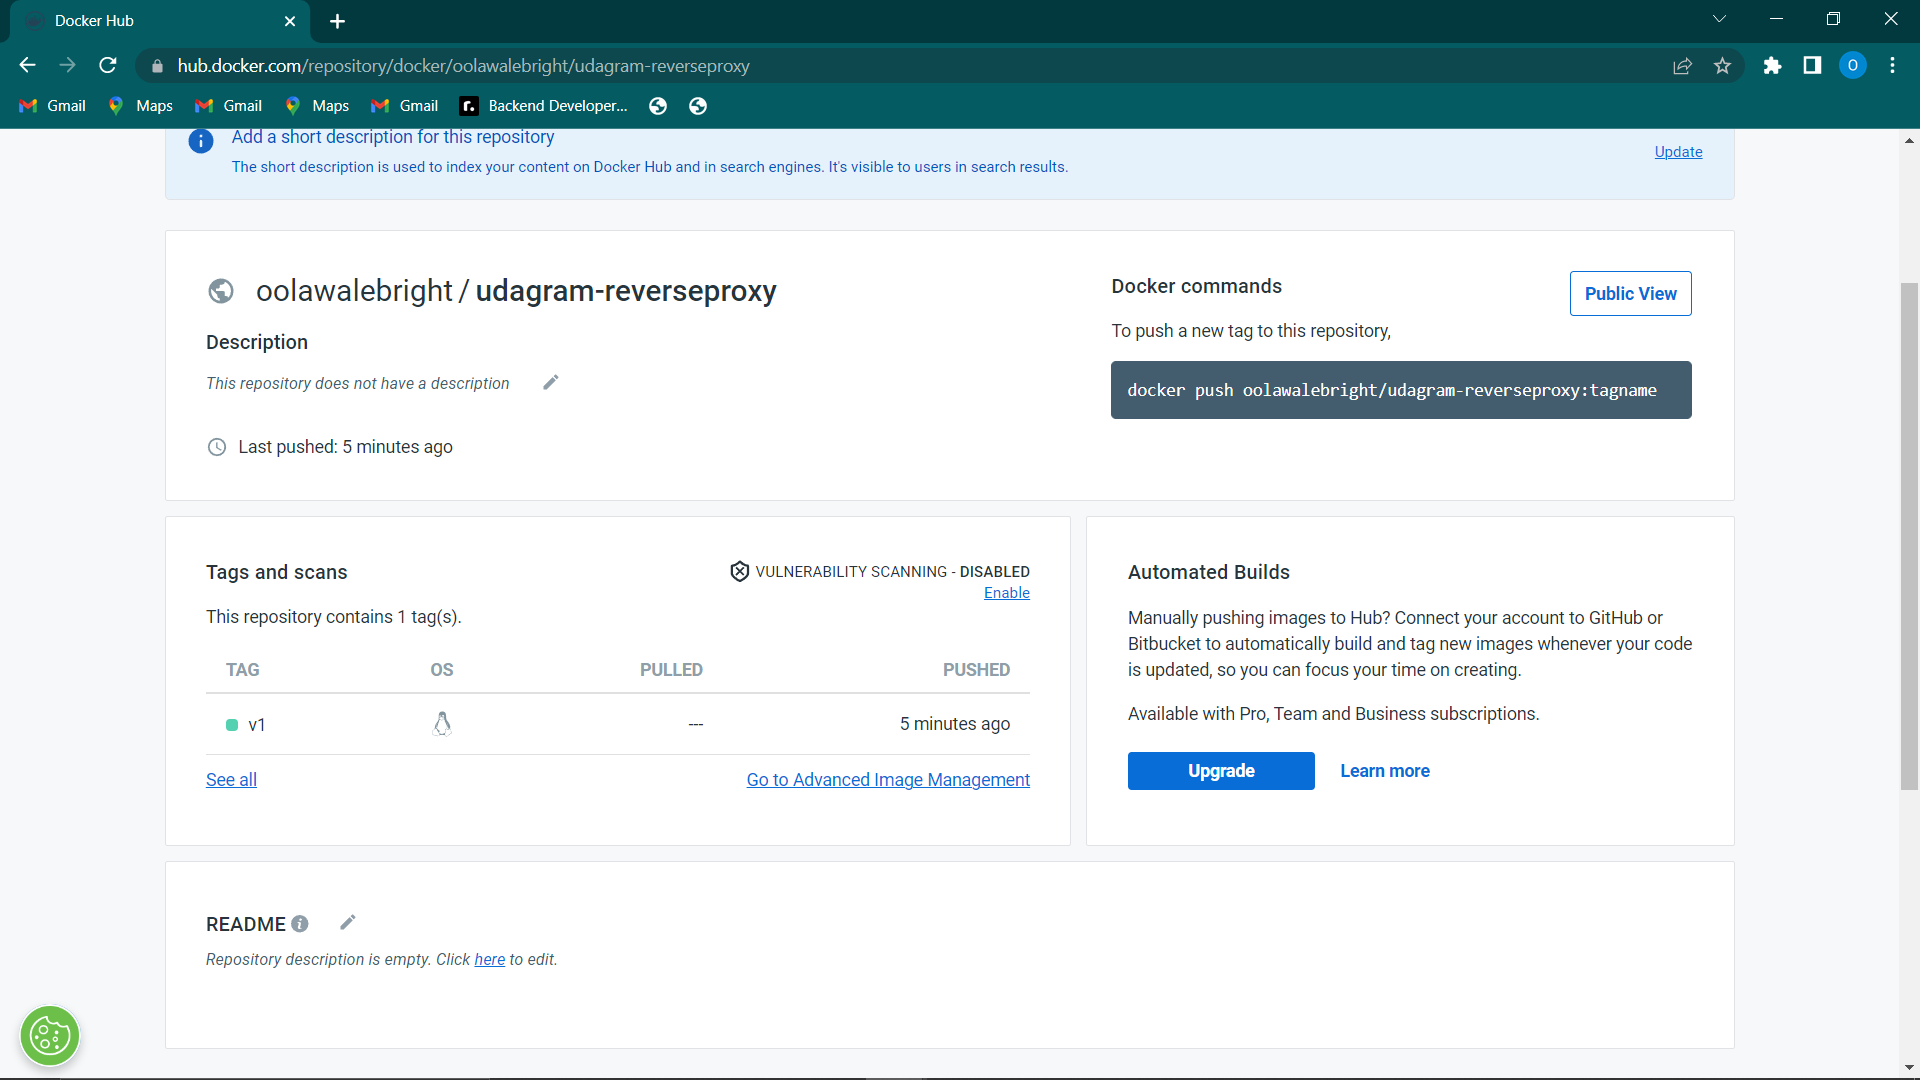 Docker Hub
hub.docker.com/repository/docker/oolawalebright/udagram-reverseproxy
O
Gmail Maps Gmail Maps Gmail r. Backend Developer...
Add a short description for this repository
The short description is used to index your content on Docker Hub and in search engines. It's visible to users in search results.
Update
oolawalebright / udagram-reverseproxy
Description
This repository does not have a description
Last pushed: 5 minutes ago
Docker commands
Public View
To push a new tag to this repository,
docker push oolawalebright/udagram-reverseproxy:tagname
Tags and scans
VULNERABILITY SCANNING - DISABLED
Enable
This repository contains 1 tag(s).
TAG OS PULLED PUSHED
v1 --- 5 minutes ago
See all Go to Advanced Image Management
Automated Builds
Manually pushing images to Hub? Connect your account to GitHub or
Bitbucket to automatically build and tag new images whenever your code
is updated, so you can focus your time on creating.
Available with Pro, Team and Business subscriptions.
Upgrade Learn more
README
Repository description is empty. Click here to edit.